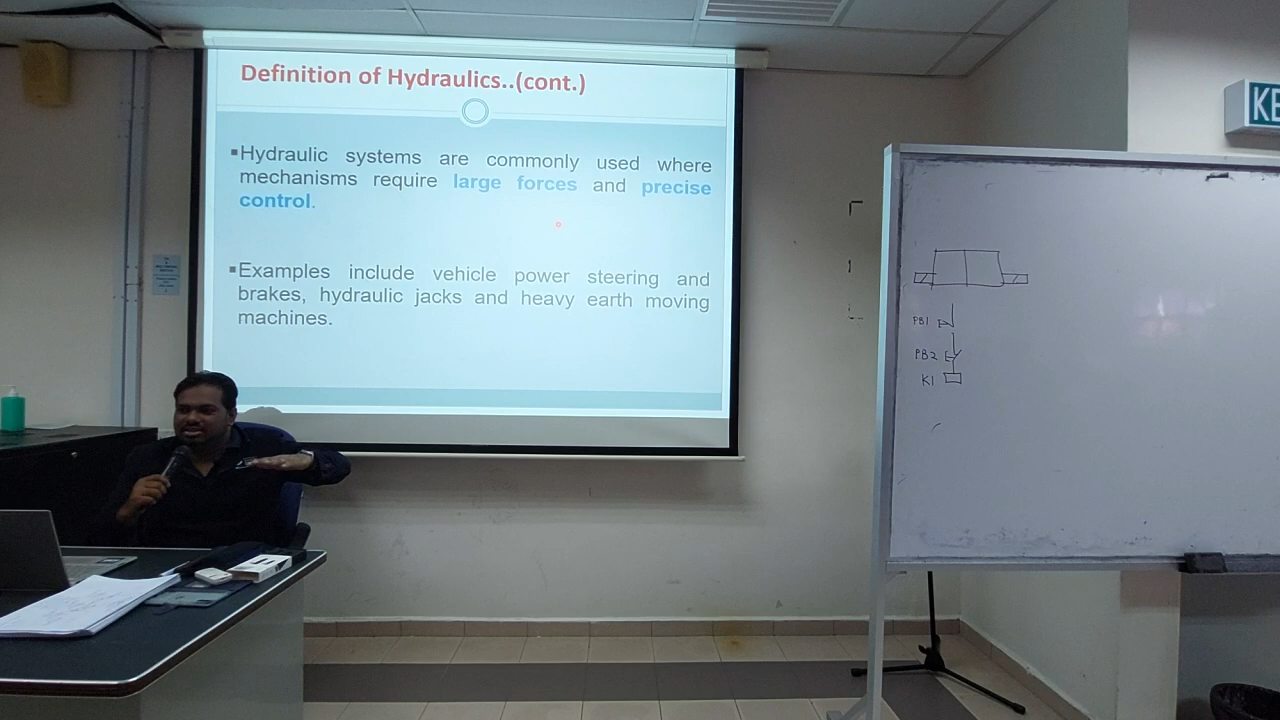 Definition of Hydraulics..(cont.)
▪Hydraulic systems are commonly used where
mechanisms require large forces and precise
control.
▪Examples include vehicle power steering and
brakes, hydraulic jacks and heavy earth moving
machines.
KE
PB1
PB2
K1